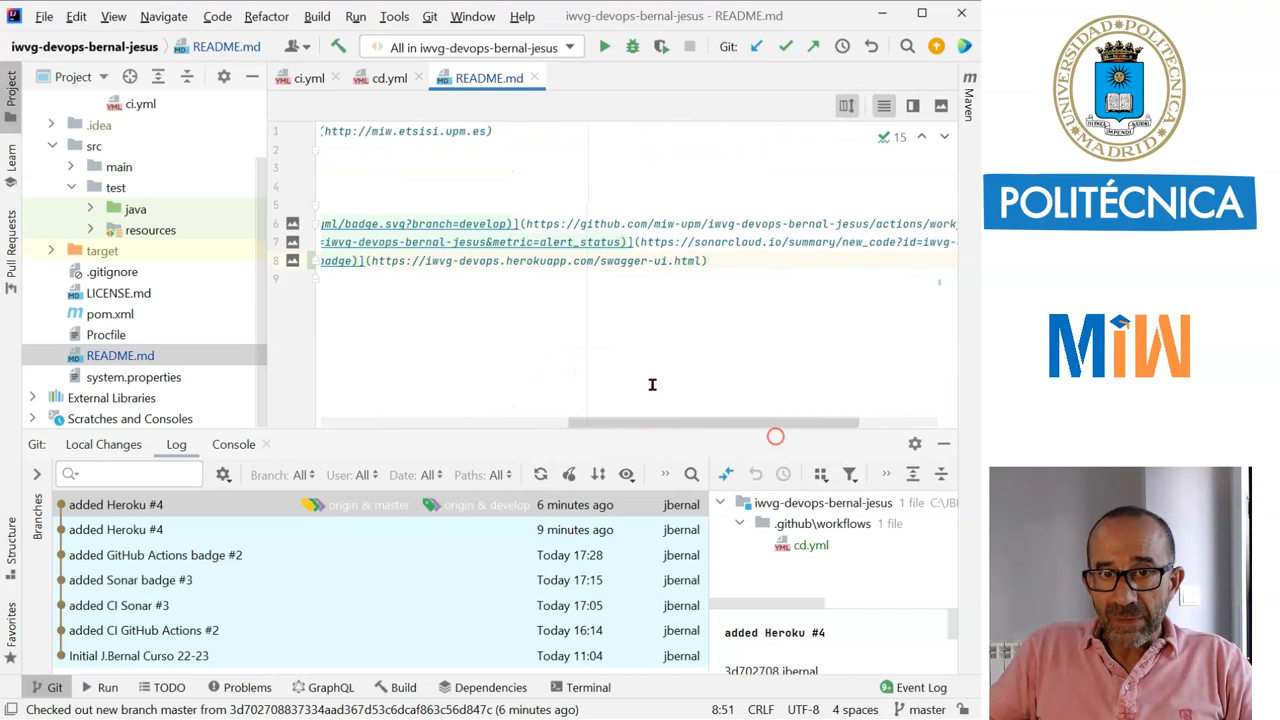 File Edit View Navigate Code Refactor Build Run Tools Git Window Help iwvg-devops-bernal-jesus - README.md
iwvg-devops-bernal-jesus README.md All in iwvg-devops-bernal-jesus Git:
Project ci.yml cd.yml README.md
Project
Learn
Pull Requests
Structure
Favorites
Maven
ci.yml
.idea
src
main
test
java
resources
target
.gitignore
LICENSE.md
pom.xml
Procfile
README.md
system.properties
External Libraries
Scratches and Consoles
15
1 (http://miw.etsisi.upm.es)
2
3
4
5
6 yml/badge.svg?branch=develop)](https://github.com/miw-upm/iwvg-devops-bernal-jesus/actions/work
7 =iwvg-devops-bernal-jesus&metric=alert_status)](https://sonarcloud.io/summary/new_code?id=iwvg-
8 badge)](https://iwvg-devops.herokuapp.com/swagger-ui.html)
9
Git: Local Changes Log Console
Branches
Branch: All User: All Date: All Paths: All
added Heroku #4 origin & master origin & develop 6 minutes ago jbernal
added Heroku #4 9 minutes ago jbernal
added GitHub Actions badge #2 Today 17:28 jbernal
added Sonar badge #3 Today 17:15 jbernal
added CI Sonar #3 Today 17:05 jbernal
added CI GitHub Actions #2 Today 16:14 jbernal
Initial J.Bernal Curso 22-23 Today 11:04 jbernal
iwvg-devops-bernal-jesus 1 file C:\JB
.github\workflows 1 file
cd.yml
added Heroku #4
3d702708 jbernal
Git Run TODO Problems GraphQL Build Dependencies Terminal 9+ Event Log
Checked out new branch master from 3d702708837334aad367d53c6dcaf863c56d249c (6 minutes ago) 8:51 CRLF UTF-8 4 spaces master
UNIVERSIDAD POLITÉCNICA
MADRID
POLITÉCNICA
MiW